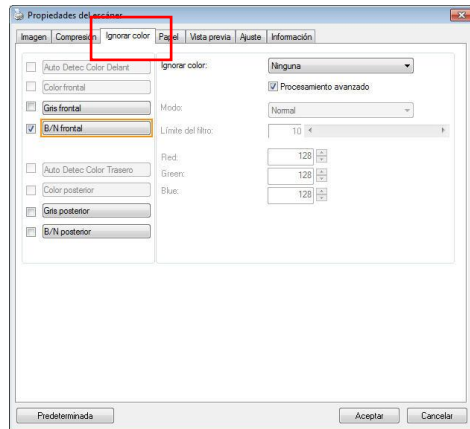 Propiedades del escáner
Imagen Compresión Ignorar color Papel Vista previa Ajuste Información
Auto Detec Color Delant
Color frontal
Gris frontal
B/N frontal
Auto Detec Color Trasero
Color posterior
Gris posterior
B/N posterior
Ignorar color: Ninguna
Procesamiento avanzado
Modo: Normal
Límite del filtro: 10
Red: 128
Green: 128
Blue: 128
Predeterminada Aceptar Cancelar